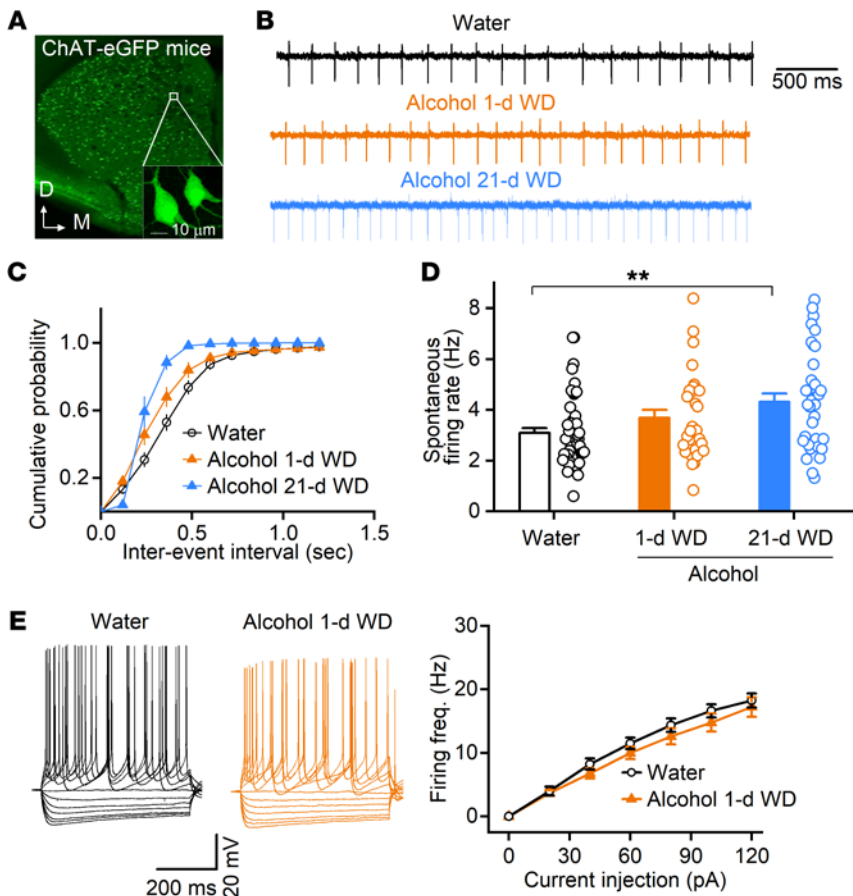 A
ChAT-eGFP mice
D
M
10 μm
B
Water
500 ms
Alcohol 1-d WD
Alcohol 21-d WD
C
Cumulative probability
1.0
0.6
0.2
0.0
0.5
1.0
1.5
Inter-event interval (sec)
Water
Alcohol 1-d WD
Alcohol 21-d WD
D
**
Spontaneous
firing rate (Hz)
8
6
4
2
0
Water
1-d WD
21-d WD
Alcohol
E
Water
Alcohol 1-d WD
200 ms
20 mV
Firing freq. (Hz)
30
20
10
0
0
30
60
90
120
Current injection (pA)
Water
Alcohol 1-d WD